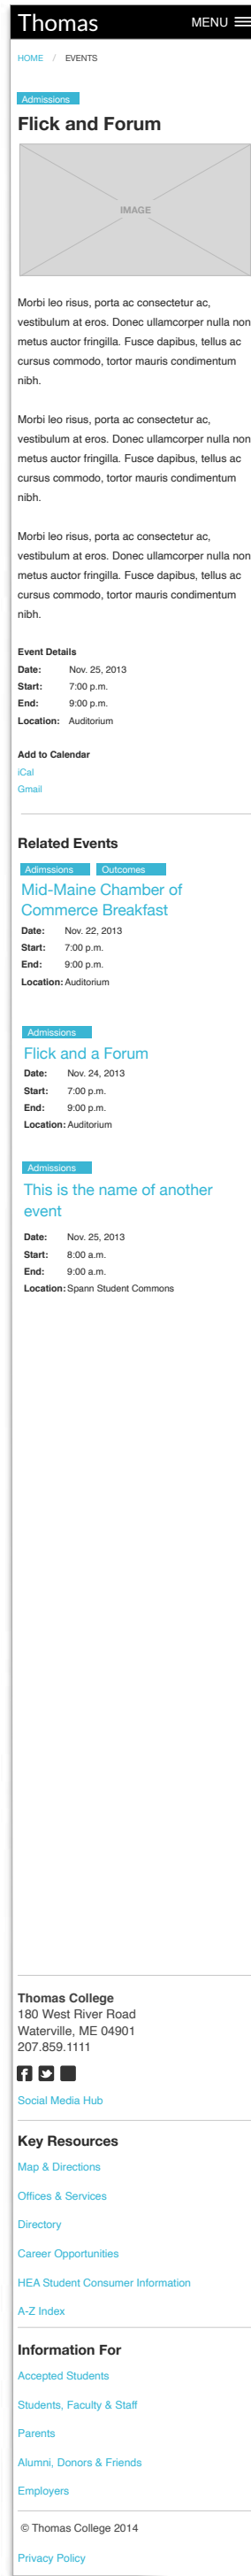 Thomas
MENU
HOME / EVENTS
Admissions
Flick and Forum
IMAGE
Morbi leo risus, porta ac consectetur ac,
vestibulum at eros. Donec ullamcorper nulla non
metus auctor fringilla. Fusce dapibus, tellus ac
cursus commodo, tortor mauris condimentum
nibh.
Morbi leo risus, porta ac consectetur ac,
vestibulum at eros. Donec ullamcorper nulla non
metus auctor fringilla. Fusce dapibus, tellus ac
cursus commodo, tortor mauris condimentum
nibh.
Morbi leo risus, porta ac consectetur ac,
vestibulum at eros. Donec ullamcorper nulla non
metus auctor fringilla. Fusce dapibus, tellus ac
cursus commodo, tortor mauris condimentum
nibh.
Event Details
Date: Nov. 25, 2013
Start: 7:00 p.m.
End: 9:00 p.m.
Location: Auditorium
Add to Calendar
iCal
Gmail
Related Events
Adimssions Outcomes
Mid-Maine Chamber of
Commerce Breakfast
Date: Nov. 22, 2013
Start: 7:00 p.m.
End: 9:00 p.m.
Location: Auditorium
Admissions
Flick and a Forum
Date: Nov. 24, 2013
Start: 7:00 p.m.
End: 9:00 p.m.
Location: Auditorium
Admissions
This is the name of another
event
Date: Nov. 25, 2013
Start: 8:00 a.m.
End: 9:00 a.m.
Location: Spann Student Commons
Thomas College
180 West River Road
Waterville, ME 04901
207.859.1111
Social Media Hub
Key Resources
Map & Directions
Offices & Services
Directory
Career Opportunities
HEA Student Consumer Information
A-Z Index
Information For
Accepted Students
Students, Faculty & Staff
Parents
Alumni, Donors & Friends
Employers
© Thomas College 2014
Privacy Policy